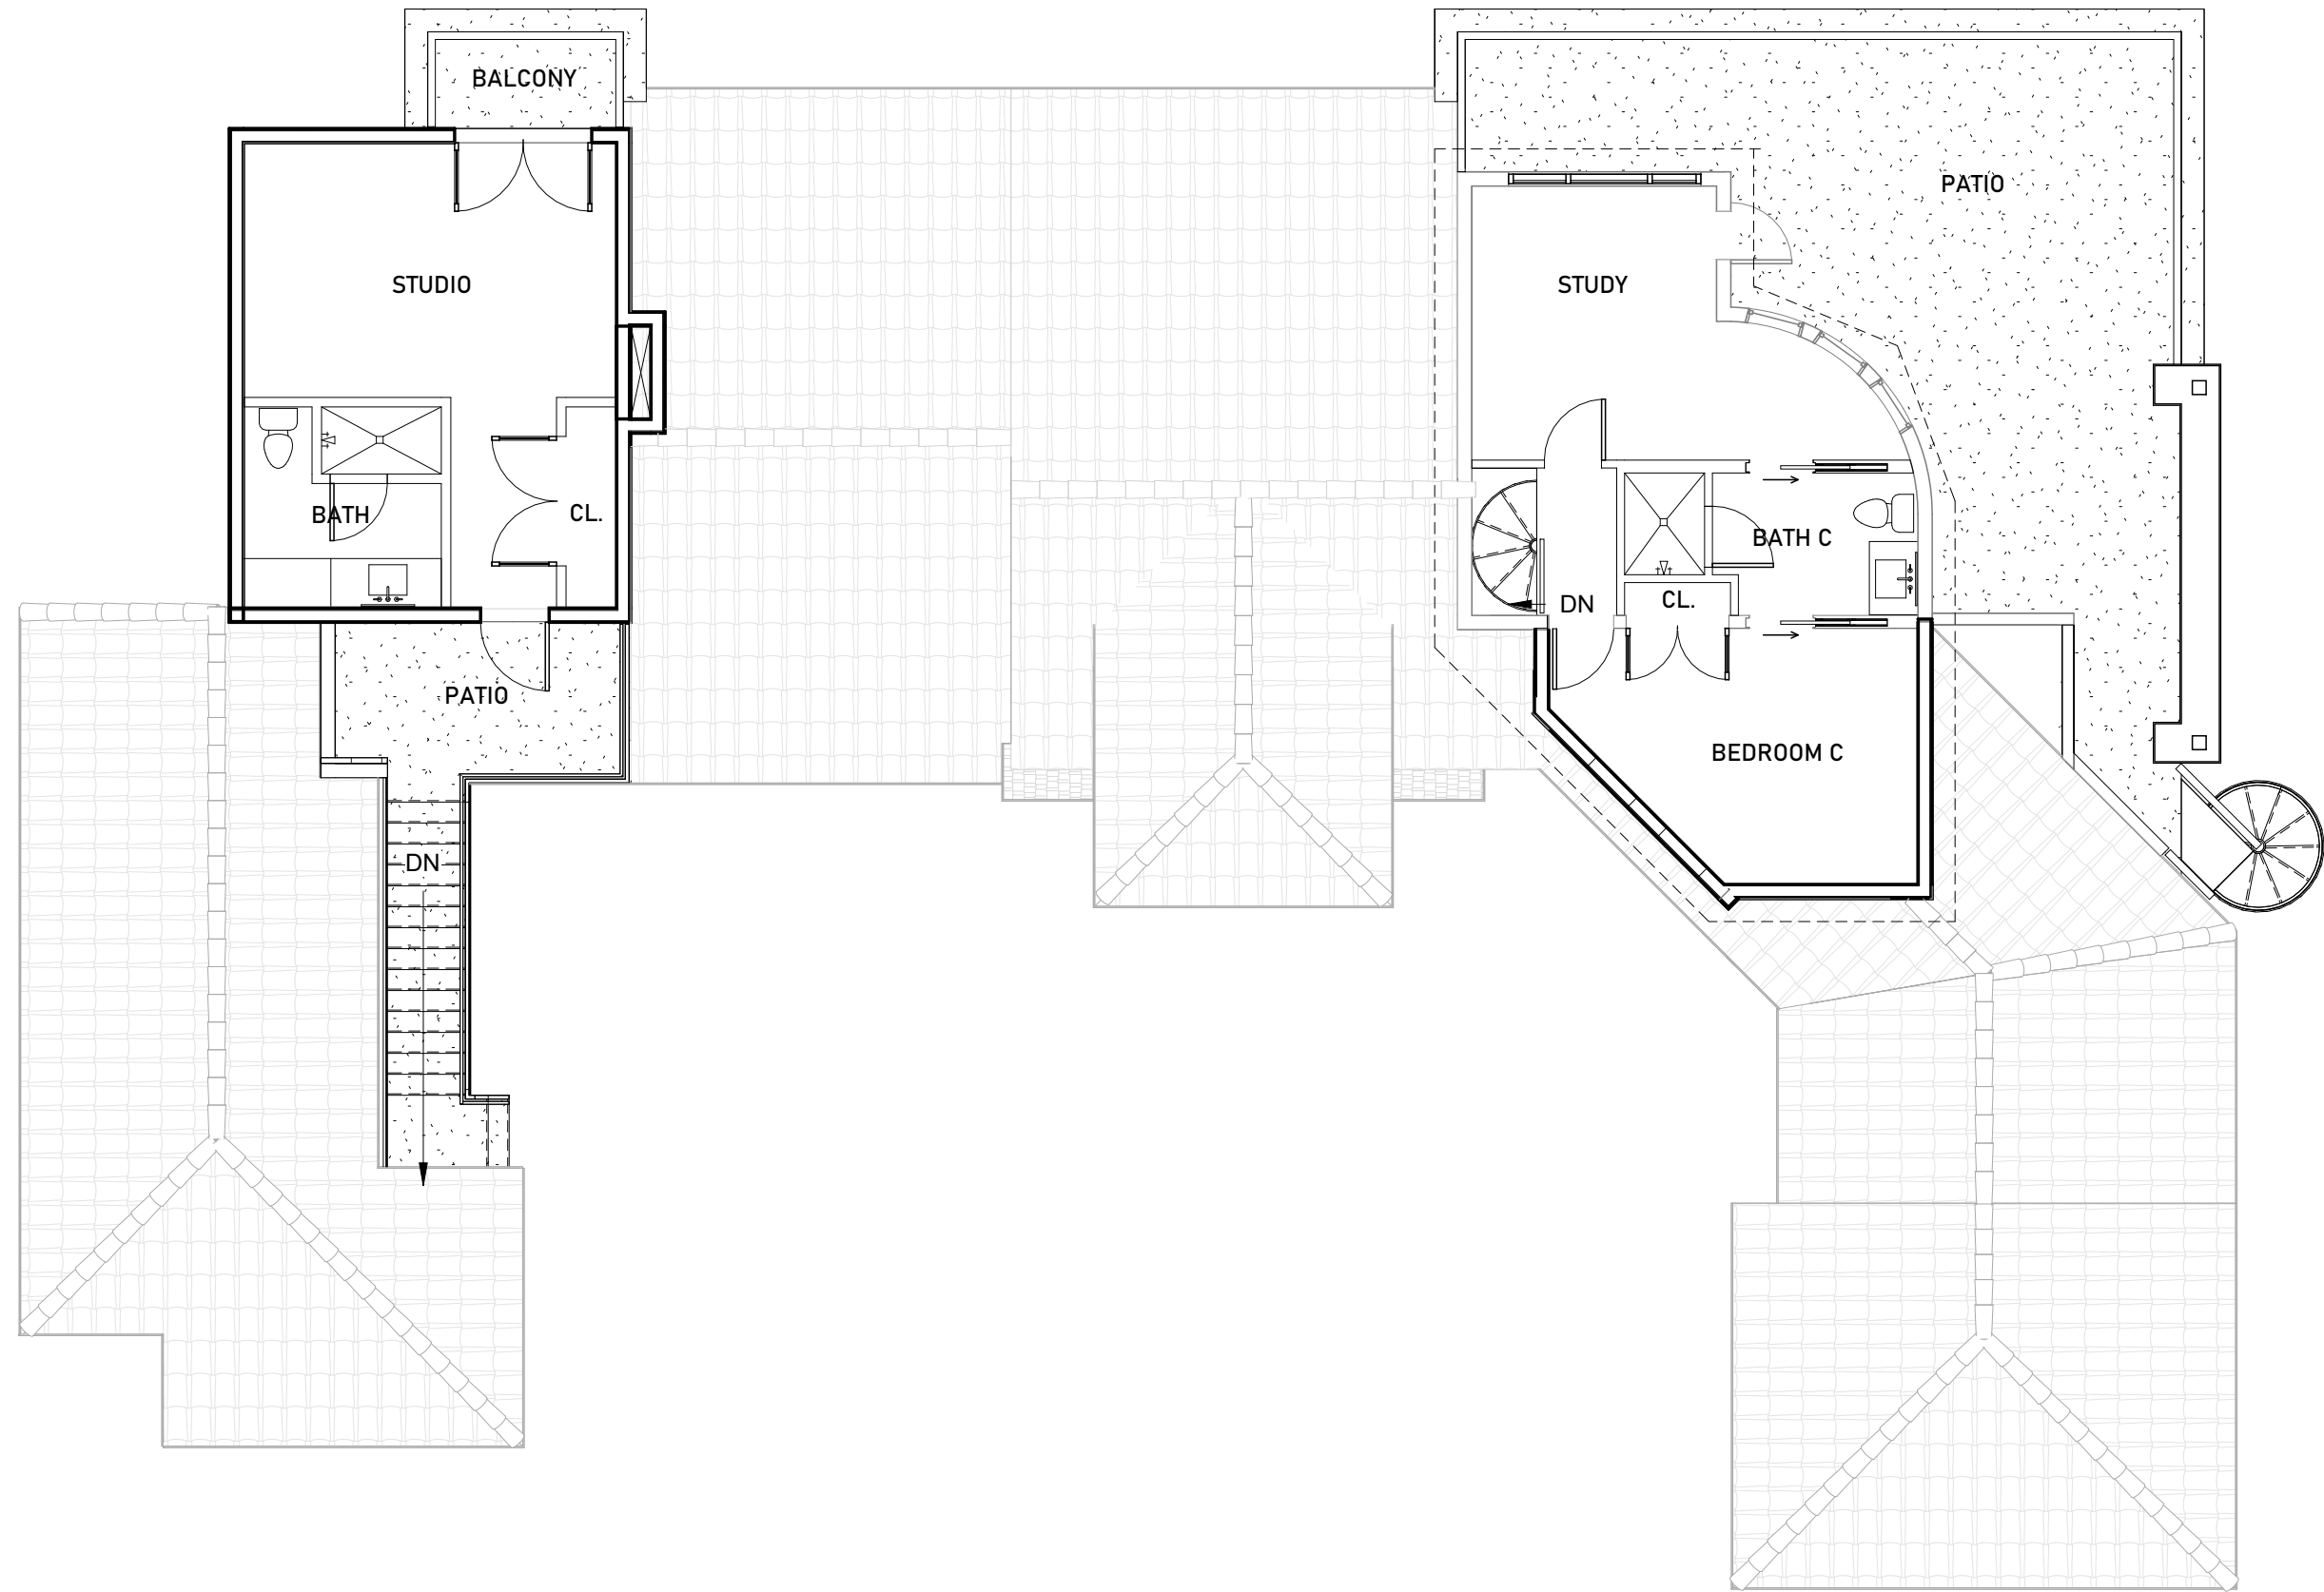 BALCONY
STUDIO
BATH
CL.
PATIO
DN
PATIO
STUDY
BATH C
CL.
DN
BEDROOM C